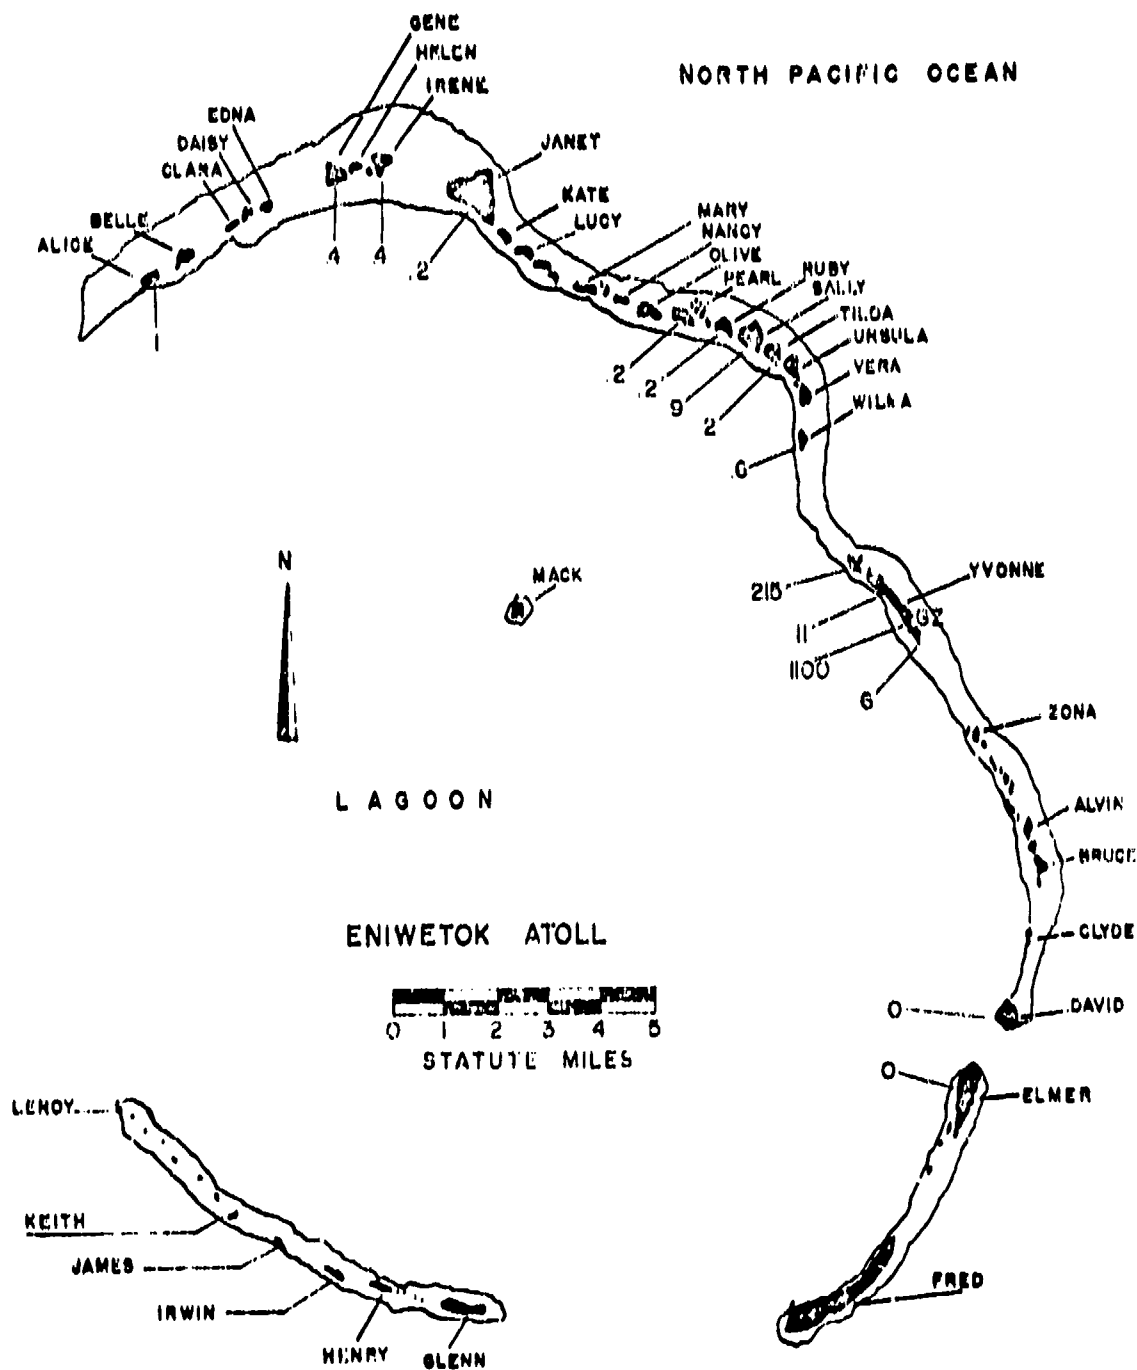 GENE
HELEN
IRENE
NORTH PACIFIC OCEAN
EDNA
DAISY
CLARA
BELLE
ALICE
JANET
KATE
LUCY
MARY
NANCY
OLIVE
PEARL
RUBY
SALLY
TILDA
URSULA
VERA
WILMA
.4
.4
.2
1
.2
.2
9
2
YVONNE
GZ
215
11
1100
6
N
MACK
ZONA
LAGOON
ALVIN
BRUCE
ENIWETOK ATOLL
CLYDE
0 1 2 3 4 5
STATUTE MILES
0
DAVID
0
ELMER
LEROY
KEITH
JAMES
IRWIN
HENRY
GLENN
FRED